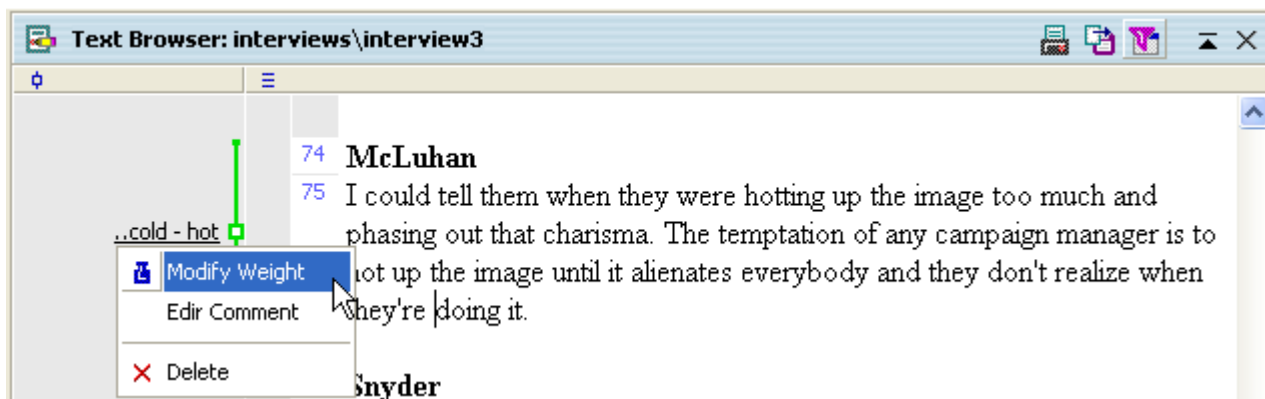 Text Browser: interviews\interview3
74 McLuhan
75 I could tell them when they were hotting up the image too much and
..cold - hot phasing out that charisma. The temptation of any campaign manager is to
Modify Weight hot up the image until it alienates everybody and they don't realize when
Edir Comment they're doing it.
Delete
Snyder